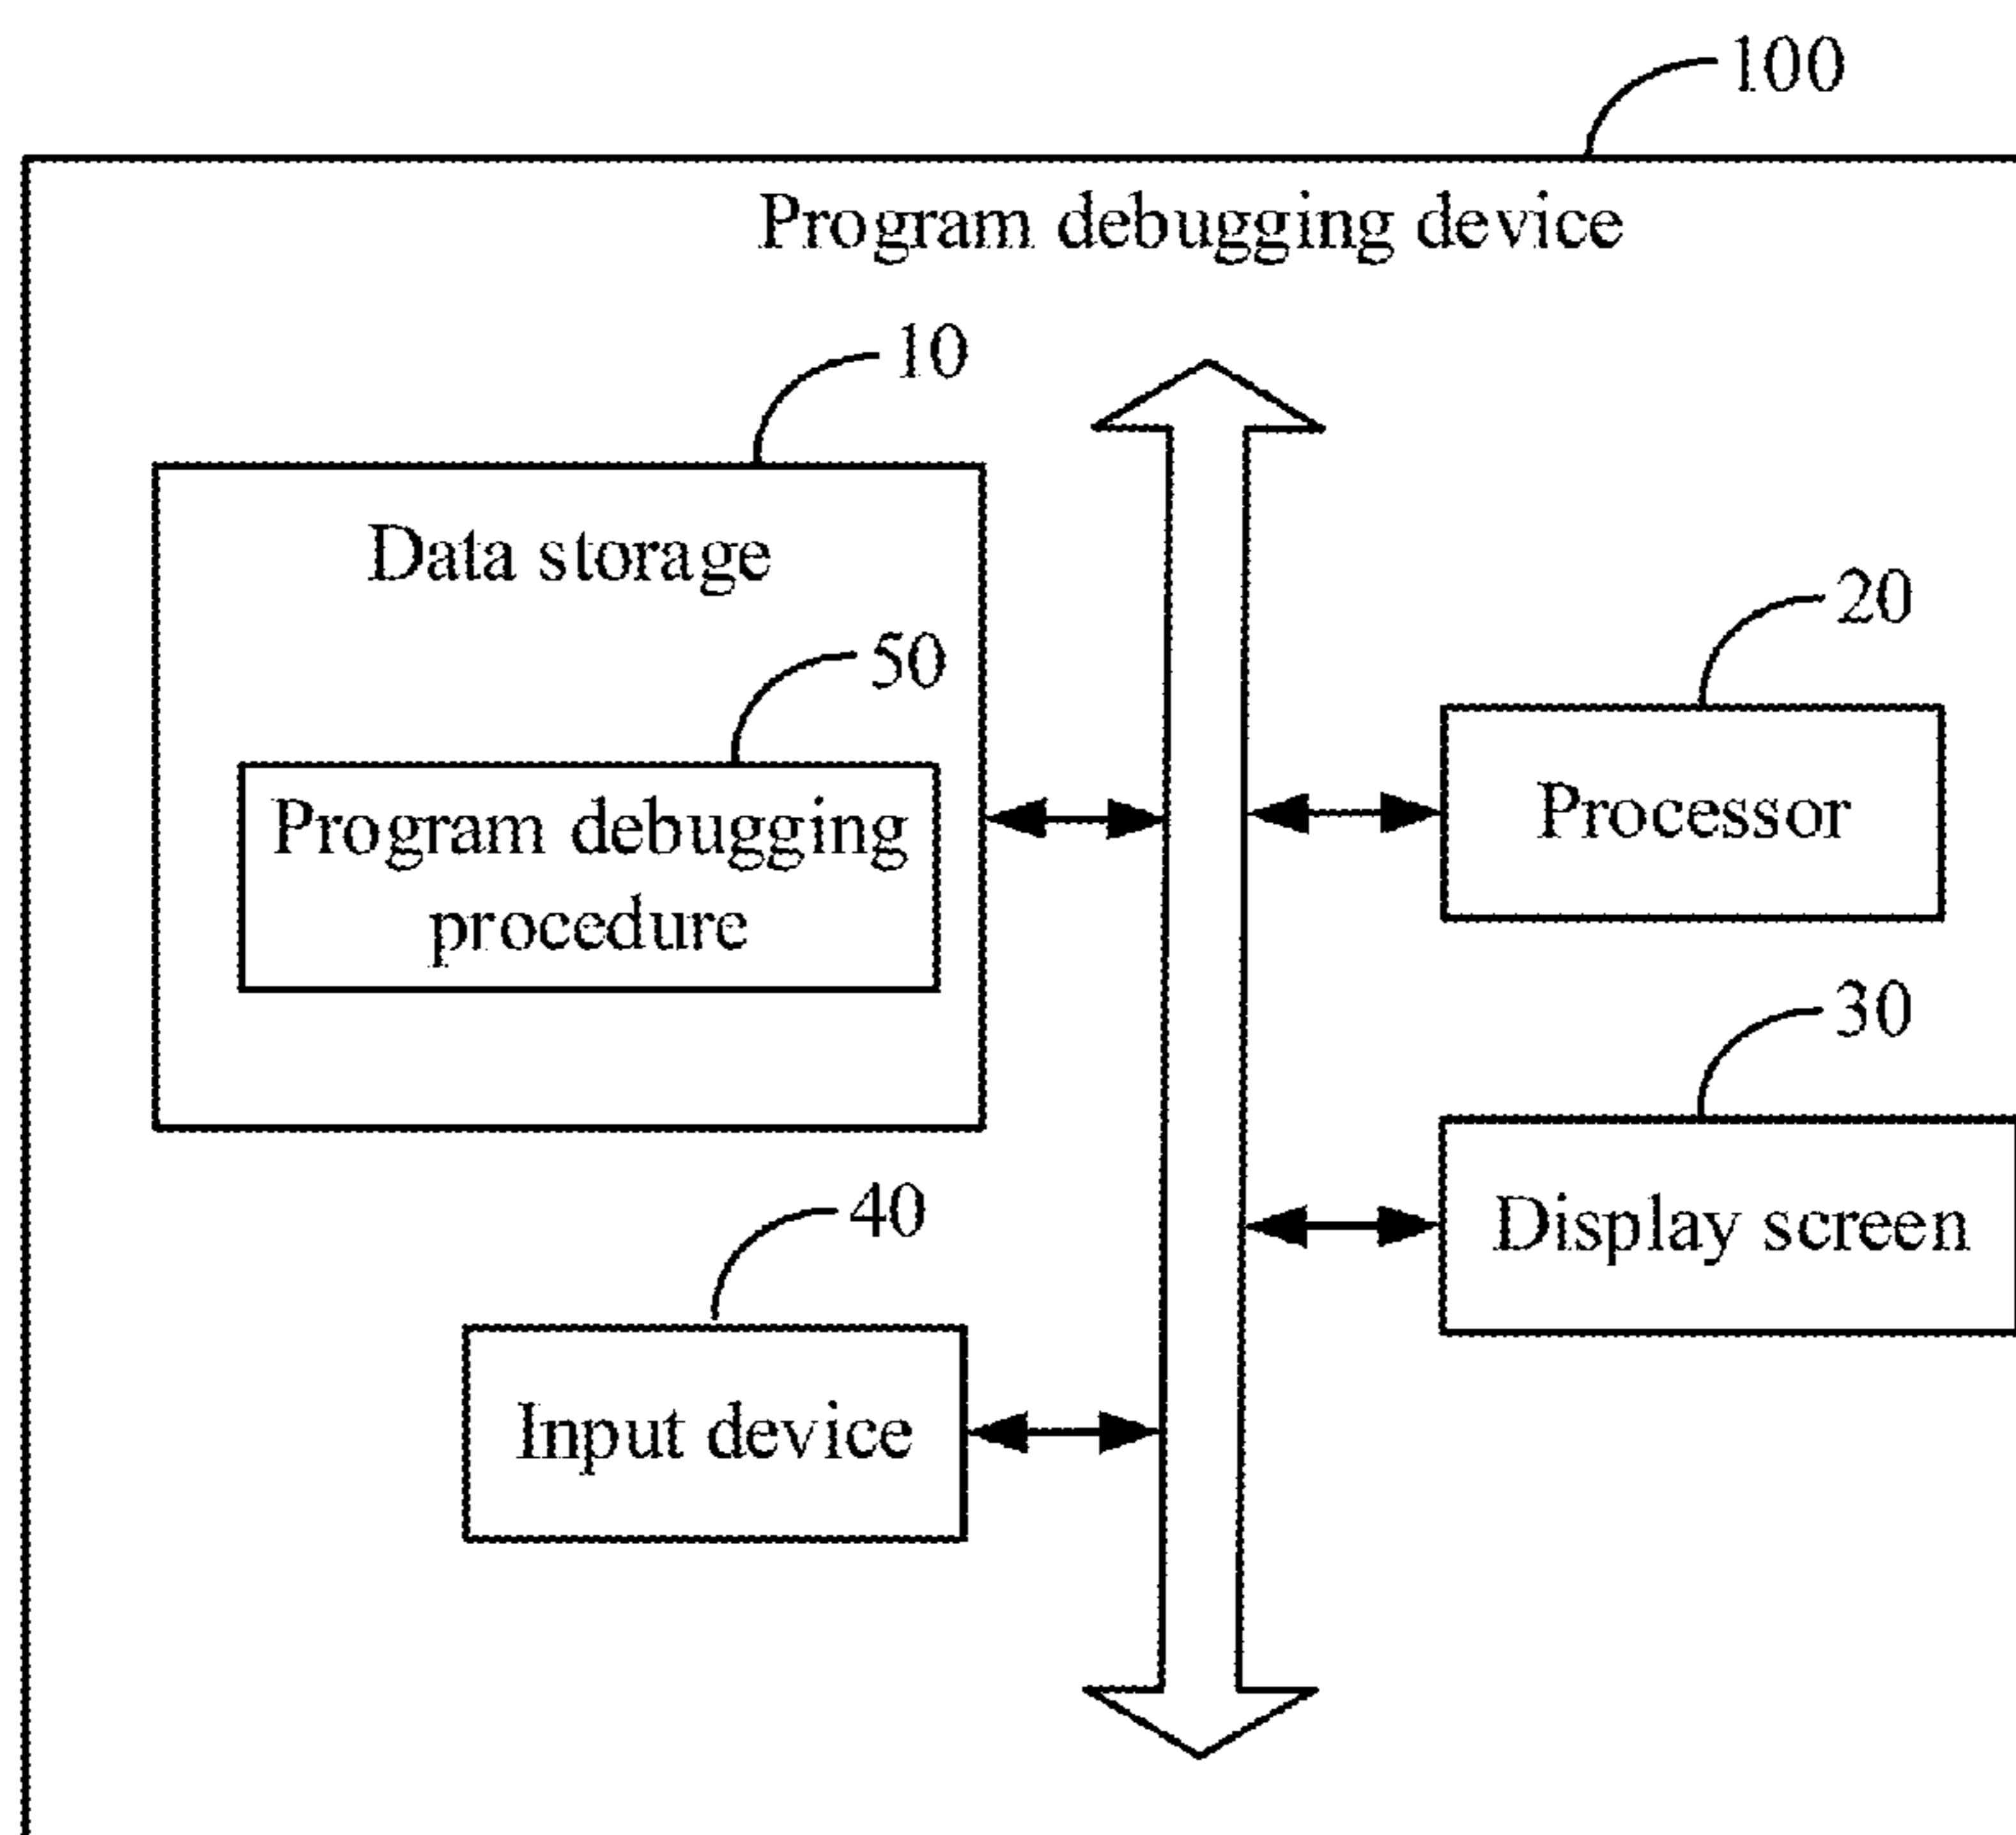 100
Program debugging device
10
Data storage
50
Program debugging
procedure
20
Processor
30
Display screen
40
Input device